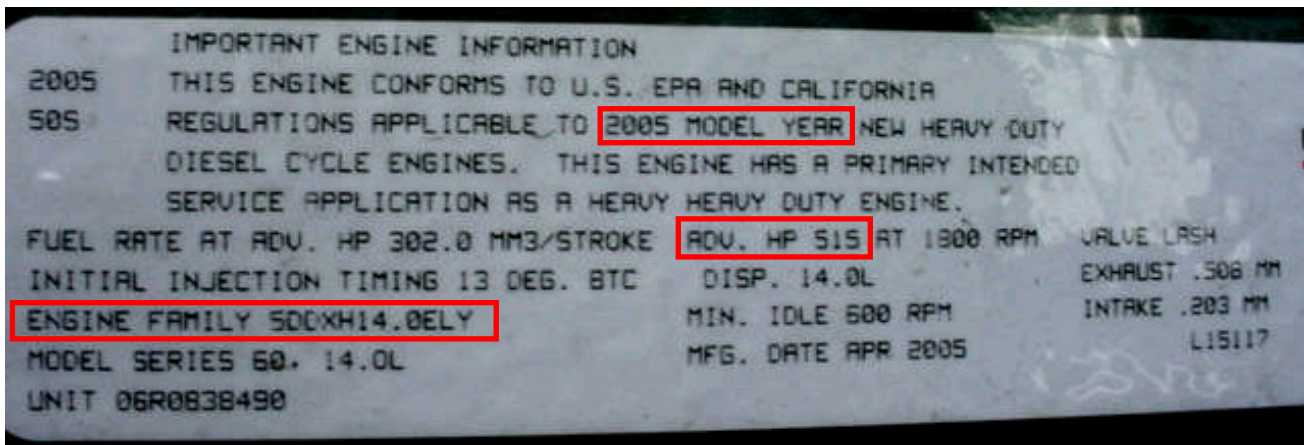 IMPORTANT ENGINE INFORMATION
2005 THIS ENGINE CONFORMS TO U.S. EPA AND CALIFORNIA
50S REGULATIONS APPLICABLE TO 2005 MODEL YEAR NEW HEAVY DUTY
DIESEL CYCLE ENGINES. THIS ENGINE HAS A PRIMARY INTENDED
SERVICE APPLICATION AS A HEAVY HEAVY DUTY ENGINE.
FUEL RATE AT ADV. HP 302.0 MM3/STROKE ADV. HP 515 AT 1800 RPM VALVE LASH
INITIAL INJECTION TIMING 13 DEG. BTC DISP. 14.0L EXHAUST .508 MM
ENGINE FAMILY 5DDXH14.0ELY MIN. IDLE 600 RPM INTAKE .203 MM
MODEL SERIES 60. 14.0L MFG. DATE APR 2005 L15117
UNIT 06R0838490